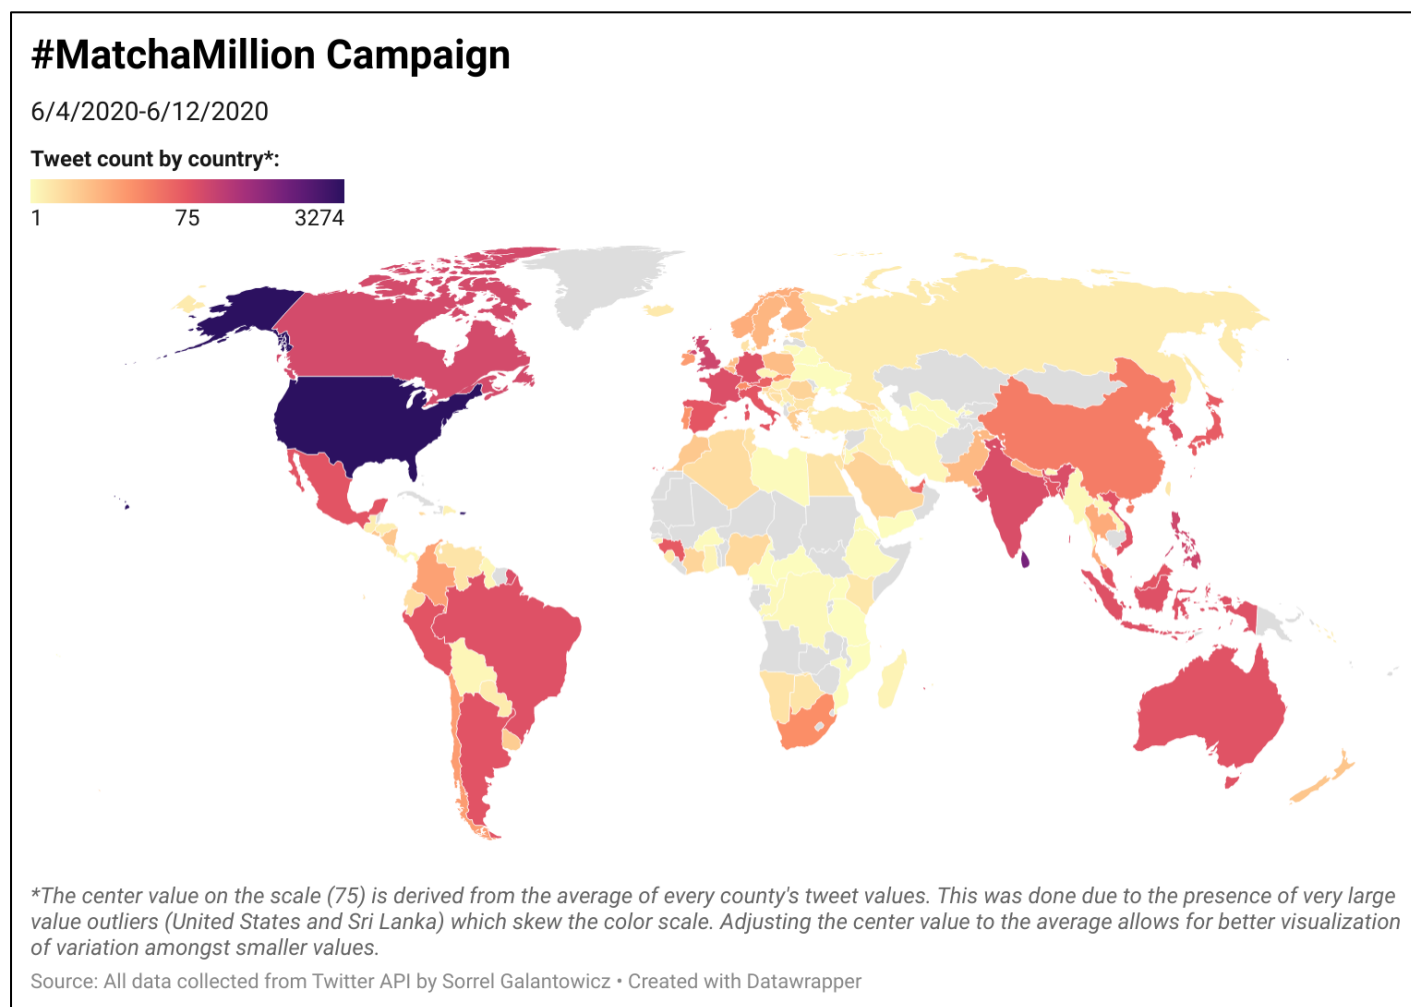 #MatchaMillion Campaign
6/4/2020-6/12/2020
Tweet count by country*:
1 75 3274
*The center value on the scale (75) is derived from the average of every county's tweet values. This was done due to the presence of very large
value outliers (United States and Sri Lanka) which skew the color scale. Adjusting the center value to the average allows for better visualization
of variation amongst smaller values.
Source: All data collected from Twitter API by Sorrel Galantowicz • Created with Datawrapper